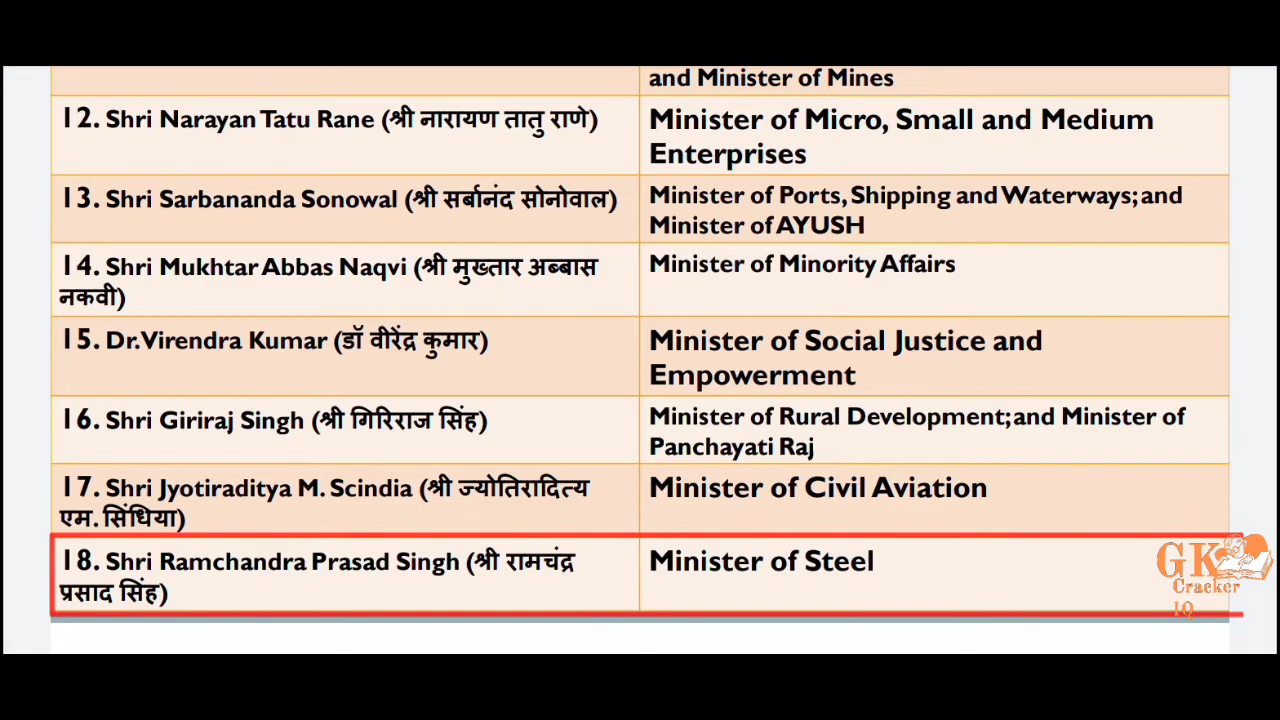 and Minister of Mines
12. Shri Narayan Tatu Rane (श्री नारायण तातु राणे)
Minister of Micro, Small and Medium
Enterprises
13. Shri Sarbananda Sonowal (श्री सर्बानंद सोनोवाल)
Minister of Ports, Shipping and Waterways; and
Minister of AYUSH
14. Shri Mukhtar Abbas Naqvi (श्री मुख्तार अब्बास
नकवी)
Minister of Minority Affairs
15. Dr. Virendra Kumar (डॉ वीरेंद्र कुमार)
Minister of Social Justice and
Empowerment
16. Shri Giriraj Singh (श्री गिरिराज सिंह)
Minister of Rural Development; and Minister of
Panchayati Raj
17. Shri Jyotiraditya M. Scindia (श्री ज्योतिरादित्य
एम. सिंधिया)
Minister of Civil Aviation
18. Shri Ramchandra Prasad Singh (श्री रामचंद्र
प्रसाद सिंह)
Minister of Steel
GK
Cracker
IQ